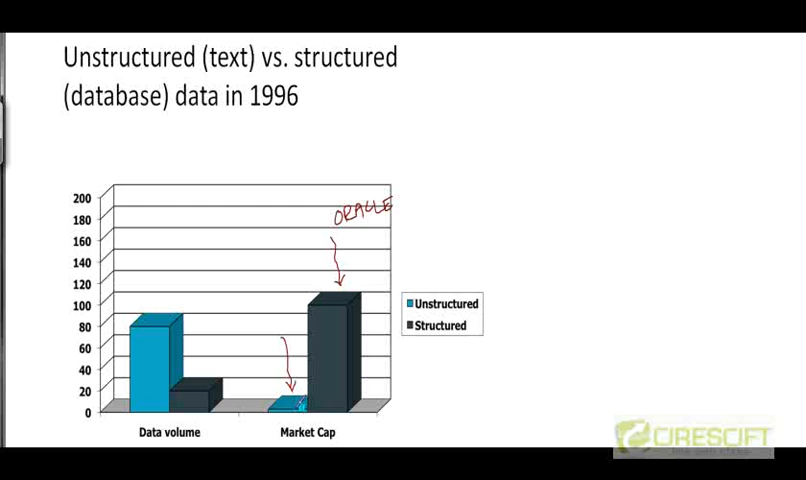 Unstructured (text) vs. structured
(database) data in 1996
200
180
160
140
120
100
80
60
40
20
0
ORACLE
Unstructured
Structured
Data volume
Market Cap